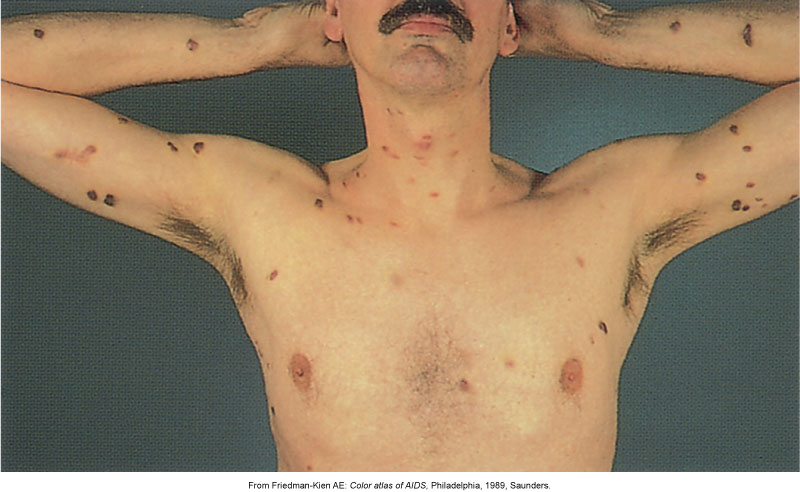 From Friedman-Kien AE: Color atlas of AIDS, Philadelphia, 1989, Saunders.